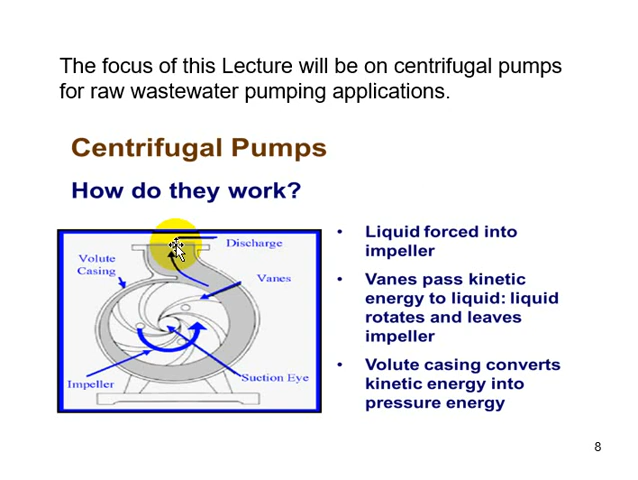 The focus of this Lecture will be on centrifugal pumps
for raw wastewater pumping applications.
Centrifugal Pumps
How do they work?
Discharge
Volute
Casing
Vanes
Impeller
Suction Eye
• Liquid forced into
impeller
• Vanes pass kinetic
energy to liquid: liquid
rotates and leaves
impeller
• Volute casing converts
kinetic energy into
pressure energy
8